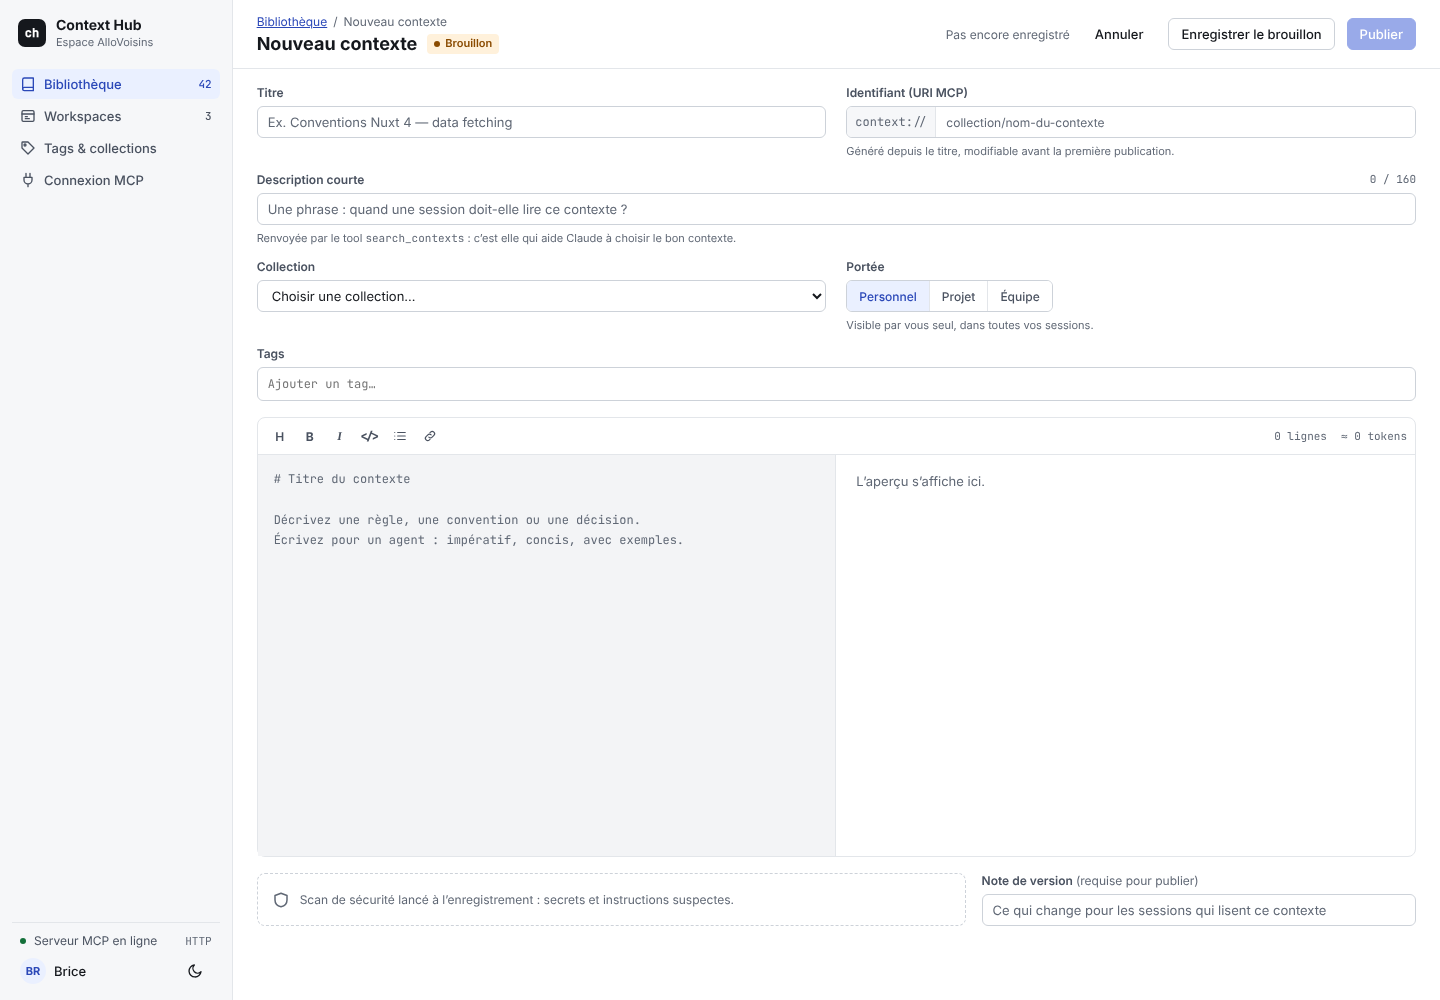 ch
Context Hub
Espace AlloVoisins
Bibliothèque 42
Workspaces 3
Tags & collections
Connexion MCP
Serveur MCP en ligne HTTP
BR Brice
Bibliothèque / Nouveau contexte
Nouveau contexte Brouillon
Pas encore enregistré Annuler Enregistrer le brouillon Publier
Titre
Ex. Conventions Nuxt 4 — data fetching
Identifiant (URI MCP)
context:// collection/nom-du-contexte
Généré depuis le titre, modifiable avant la première publication.
Description courte 0 / 160
Une phrase : quand une session doit-elle lire ce contexte ?
Renvoyée par le tool search_contexts : c’est elle qui aide Claude à choisir le bon contexte.
Collection
Choisir une collection…
Portée
Personnel Projet Équipe
Visible par vous seul, dans toutes vos sessions.
Tags
Ajouter un tag…
H B I </> 0 lignes ≈ 0 tokens
# Titre du contexte
Décrivez une règle, une convention ou une décision.
Écrivez pour un agent : impératif, concis, avec exemples.
L’aperçu s’affiche ici.
Scan de sécurité lancé à l’enregistrement : secrets et instructions suspectes.
Note de version (requise pour publier)
Ce qui change pour les sessions qui lisent ce contexte